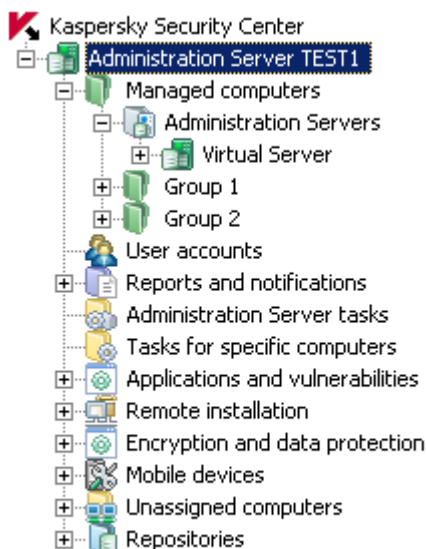 Kaspersky Security Center
Administration Server TEST1
Managed computers
Administration Servers
Virtual Server
Group 1
Group 2
User accounts
Reports and notifications
Administration Server tasks
Tasks for specific computers
Applications and vulnerabilities
Remote installation
Encryption and data protection
Mobile devices
Unassigned computers
Repositories